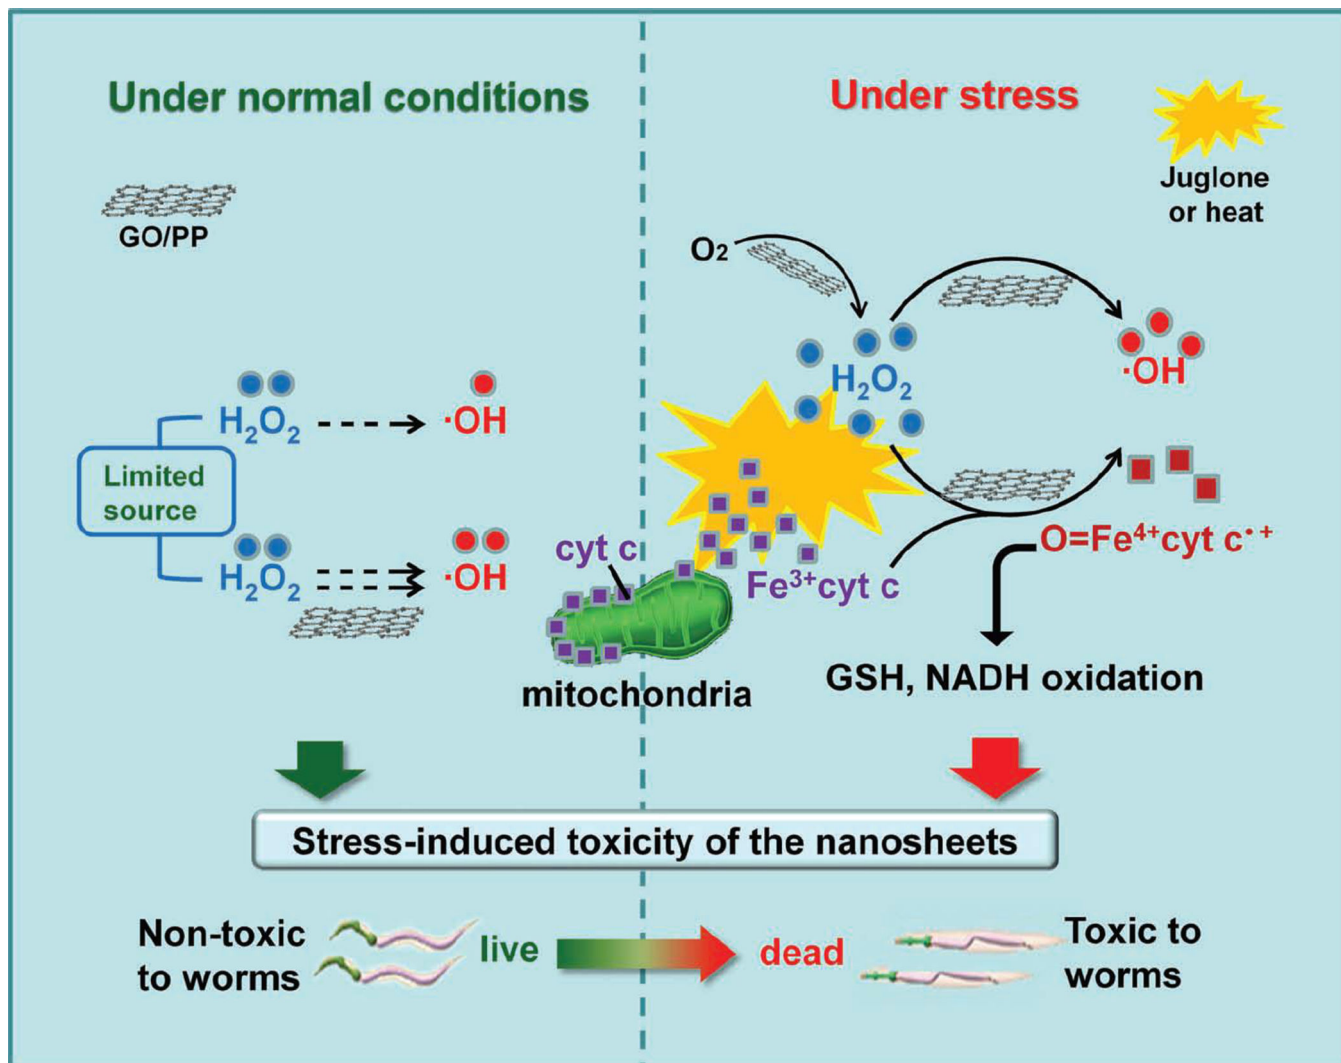 Under normal conditions
GO/PP
H₂O₂
·OH
Limited
source
H₂O₂
·OH
Under stress
Juglone
or heat
O₂
H₂O₂
·OH
cyt c
Fe³⁺cyt c
O=Fe⁴⁺cyt c•⁺
mitochondria
GSH, NADH oxidation
Stress-induced toxicity of the nanosheets
Non-toxic
to worms
live
dead
Toxic to
worms